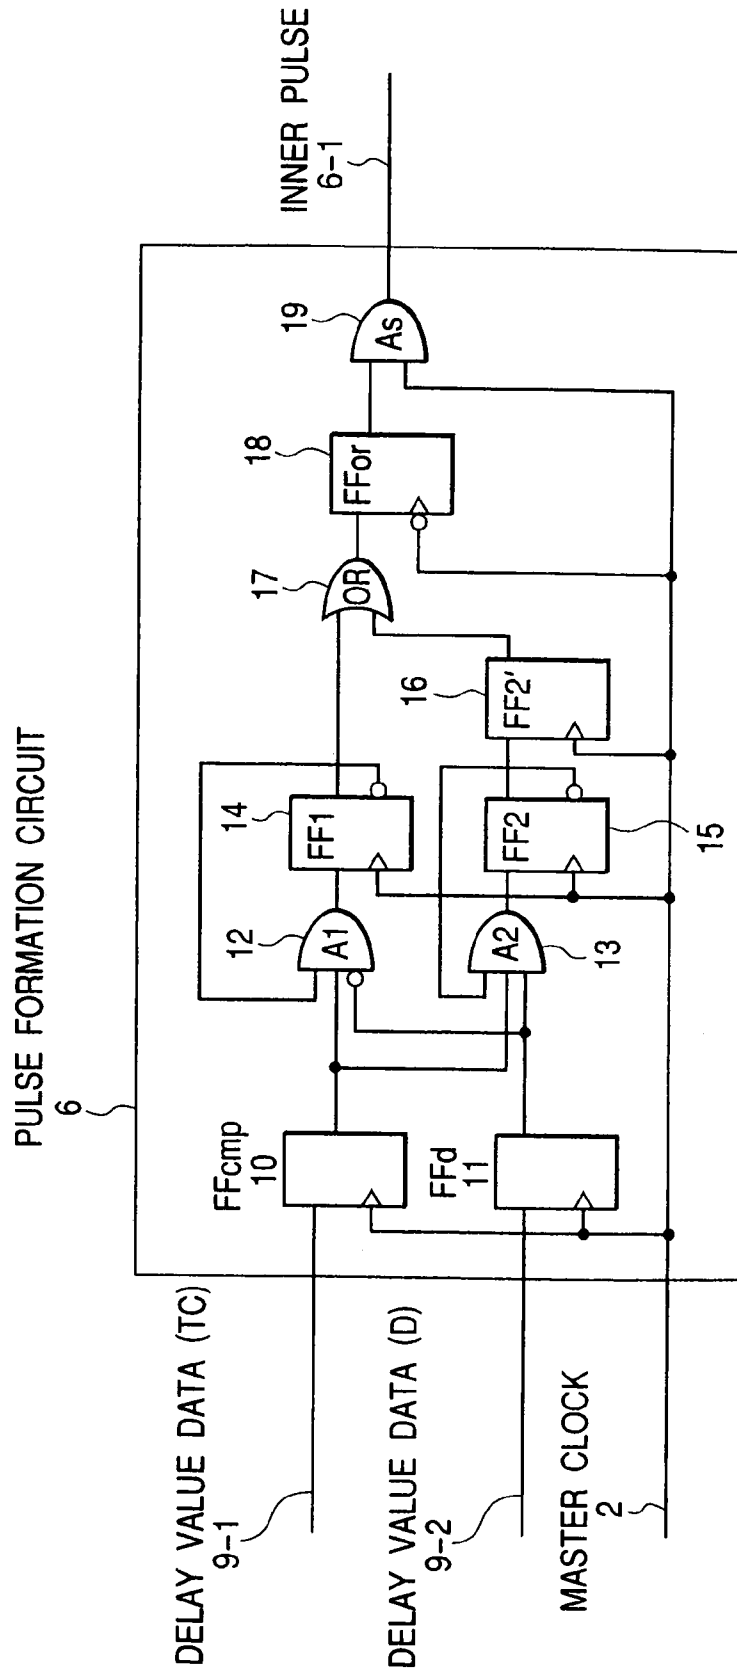 PULSE FORMATION CIRCUIT
6
DELAY VALUE DATA (TC)
9-1
DELAY VALUE DATA (D)
9-2
MASTER CLOCK
2
FFcmp
10
FFd
11
12
A1
A2
13
14
FF1
FF2
15
16
FF2'
17
OR
18
FFor
19
As
INNER PULSE
6-1